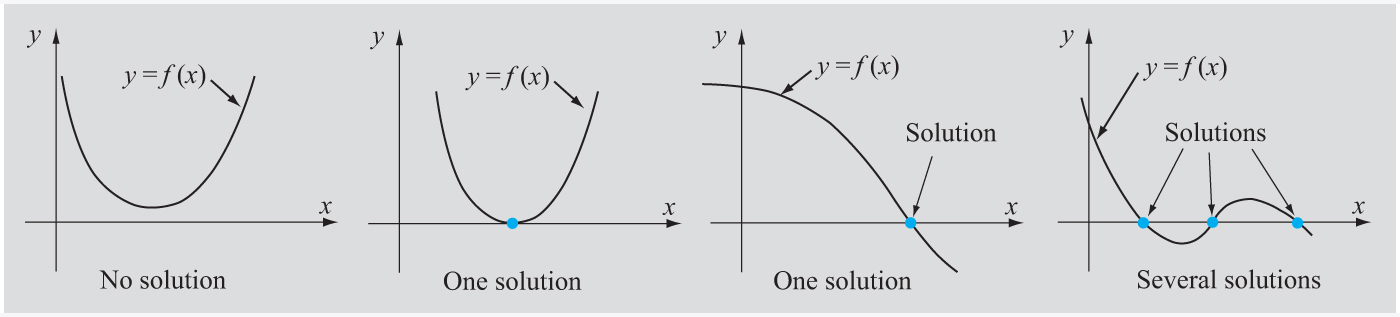 y
y = f (x)
x
No solution
y
y = f (x)
x
One solution
y
y = f (x)
Solution
x
One solution
y
y = f (x)
Solutions
x
Several solutions